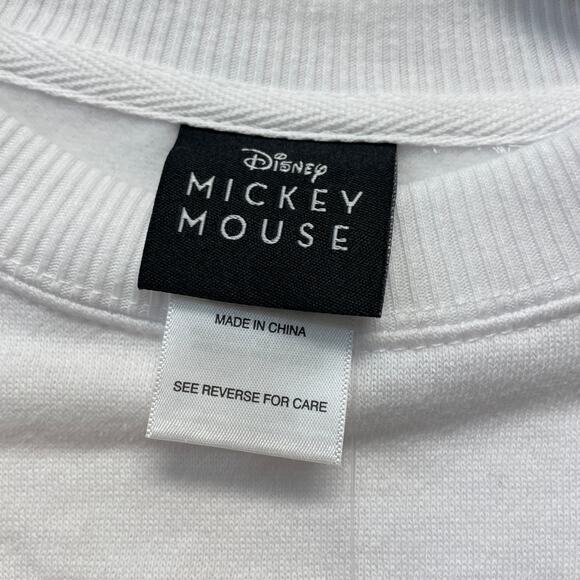 Disney
MICKEY
MOUSE
MADE IN CHINA
SEE REVERSE FOR CARE